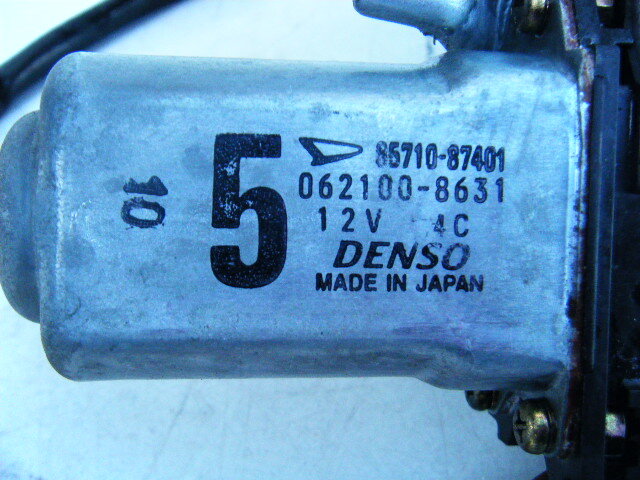 10
5
85710-87401
062100-8631
12V 4C
DENSO
MADE IN JAPAN